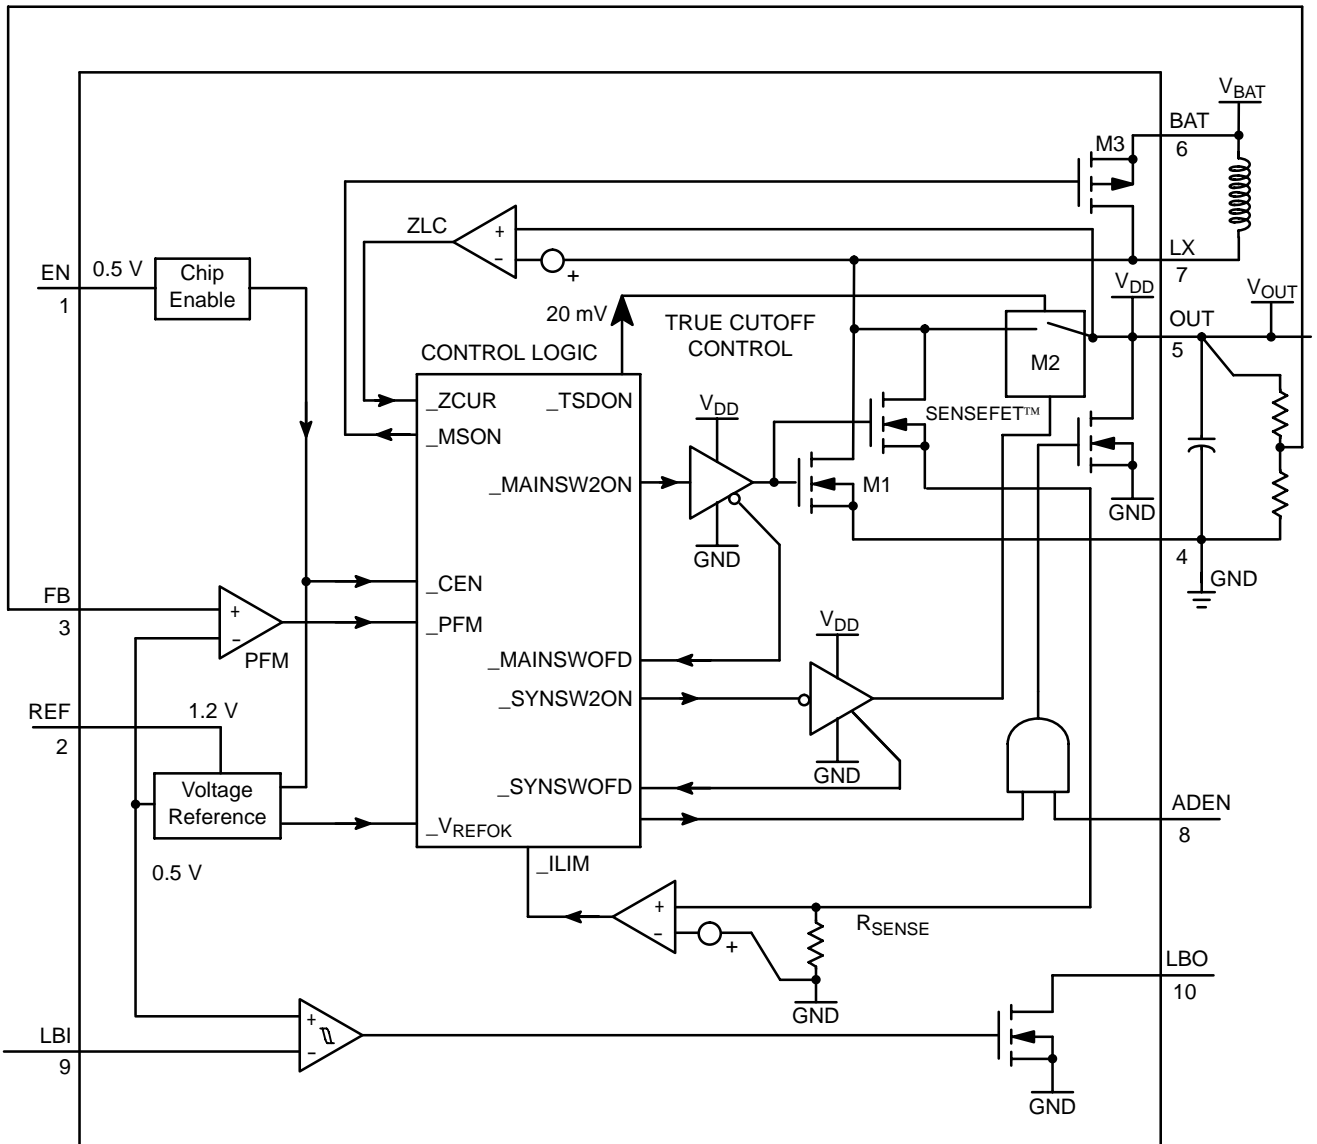 V_BAT
BAT
6
M3
ZLC
+
−
+
LX
7
EN
1
0.5 V
Chip
Enable
20 mV
TRUE CUTOFF
CONTROL
V_DD
V_OUT
OUT
5
M2
CONTROL LOGIC
_ZCUR
_TSDON
_MSON
V_DD
SENSEFET™
_MAINSW2ON
M1
GND
GND
4
GND
_CEN
FB
3
+
−
PFM
_PFM
V_DD
_MAINSWOFD
_SYNSW2ON
REF
2
1.2 V
GND
Voltage
Reference
_SYNSWOFD
_V_REFOK
ADEN
8
0.5 V
_ILIM
+
−
+
R_SENSE
GND
LBO
10
LBI
9
+
−
GND